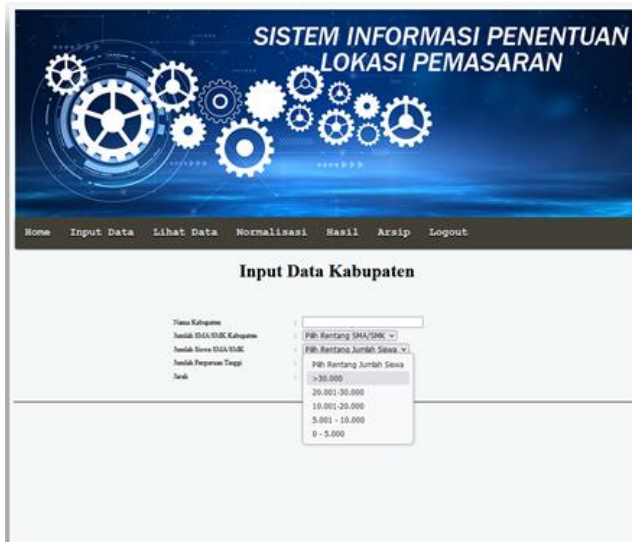 SISTEM INFORMASI PENENTUAN
LOKASI PEMASARAN
Home Input Data Lihat Data Normalisasi Hasil Arsip Logout
Input Data Kabupaten
Nama Kabupaten :
Jumlah SMA/SMK Kabupaten : Pilih Rentang SMA/SMK
Jumlah Siswa SMA/SMK : Pilih Rentang Jumlah Siswa
Jumlah Perguruan Tinggi :
Pilih Rentang Jumlah Siswa
Jarak :
>30.000
20.001-30.000
10.001-20.000
5.001 - 10.000
0 - 5.000